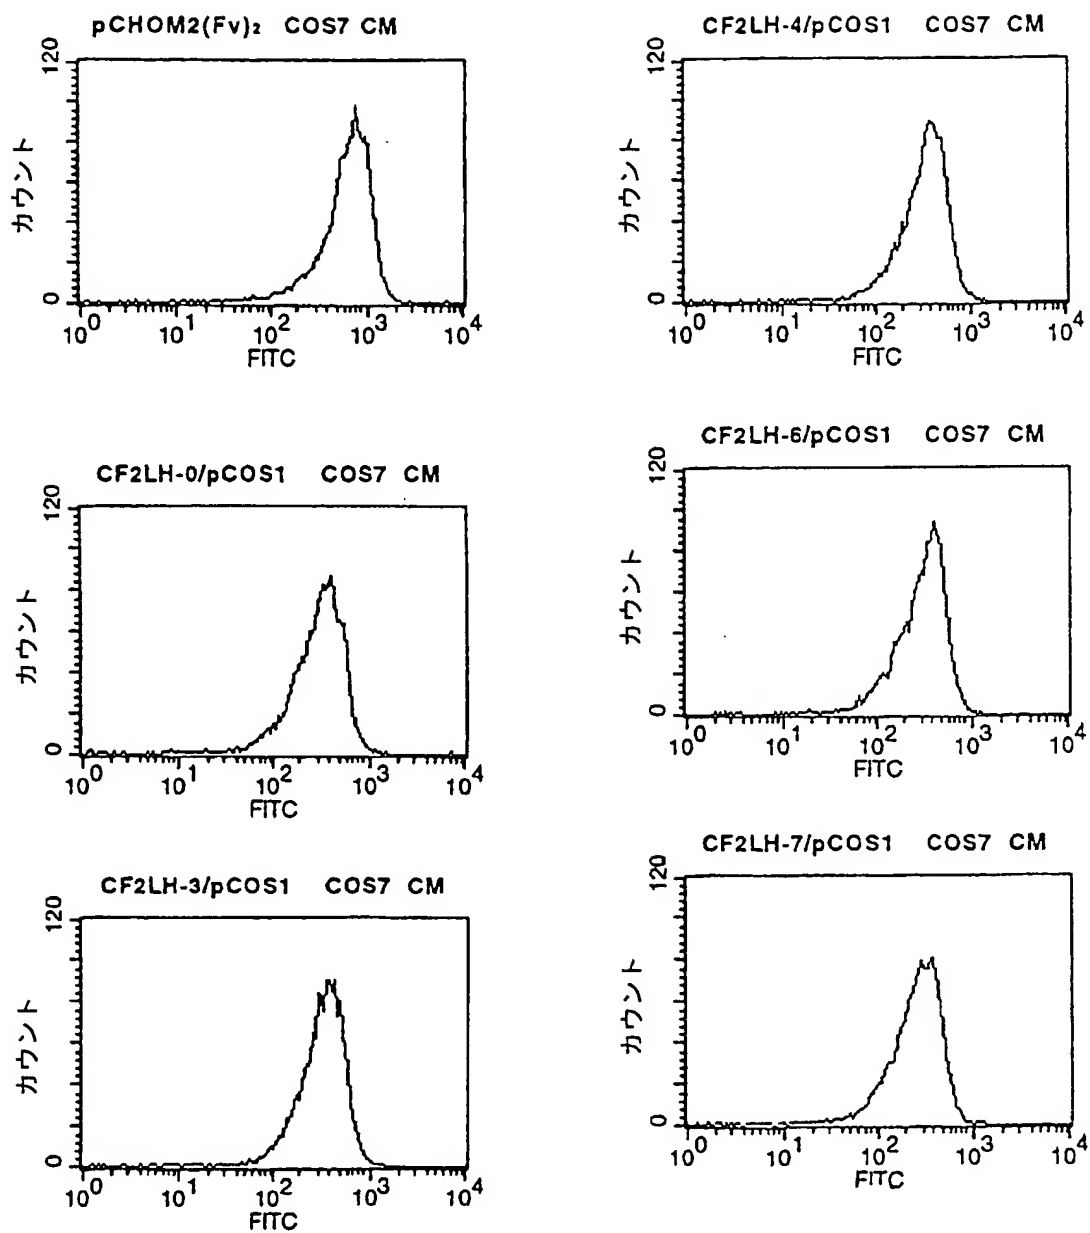 pCHOM2(Fv)₂ COS7 CM
120
カウント
0
10⁰ 10¹ 10² 10³ 10⁴
FITC
CF2LH-0/pCOS1 COS7 CM
120
カウント
0
10⁰ 10¹ 10² 10³ 10⁴
FITC
CF2LH-3/pCOS1 COS7 CM
120
カウント
0
10⁰ 10¹ 10² 10³ 10⁴
FITC
CF2LH-4/pCOS1 COS7 CM
120
カウント
0
10⁰ 10¹ 10² 10³ 10⁴
FITC
CF2LH-6/pCOS1 COS7 CM
120
カウント
0
10⁰ 10¹ 10² 10³ 10⁴
FITC
CF2LH-7/pCOS1 COS7 CM
120
カウント
0
10⁰ 10¹ 10² 10³ 10⁴
FITC